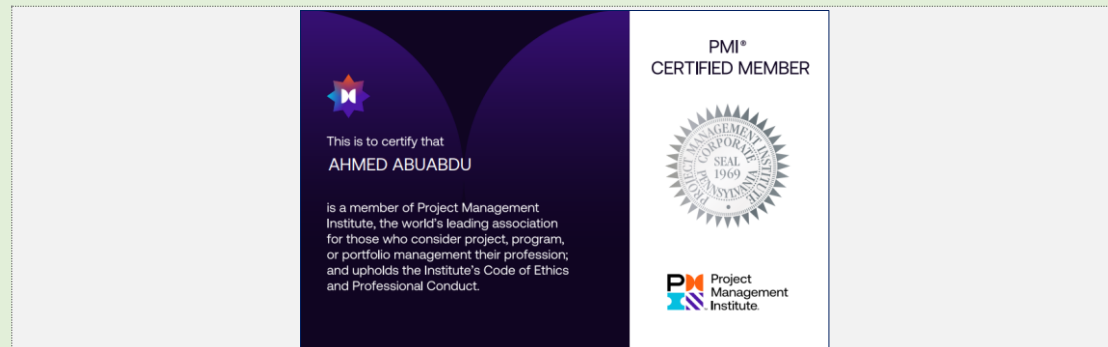 This is to certify that
AHMED ABUABDU
is a member of Project Management
Institute, the world's leading association
for those who consider project, program,
or portfolio management their profession;
and upholds the Institute's Code of Ethics
and Professional Conduct.
PMI®
CERTIFIED MEMBER
PROJECT MANAGEMENT INSTITUTE
CORPORATE
SEAL
1969
PENNSYLVANIA
Project
Management
Institute.